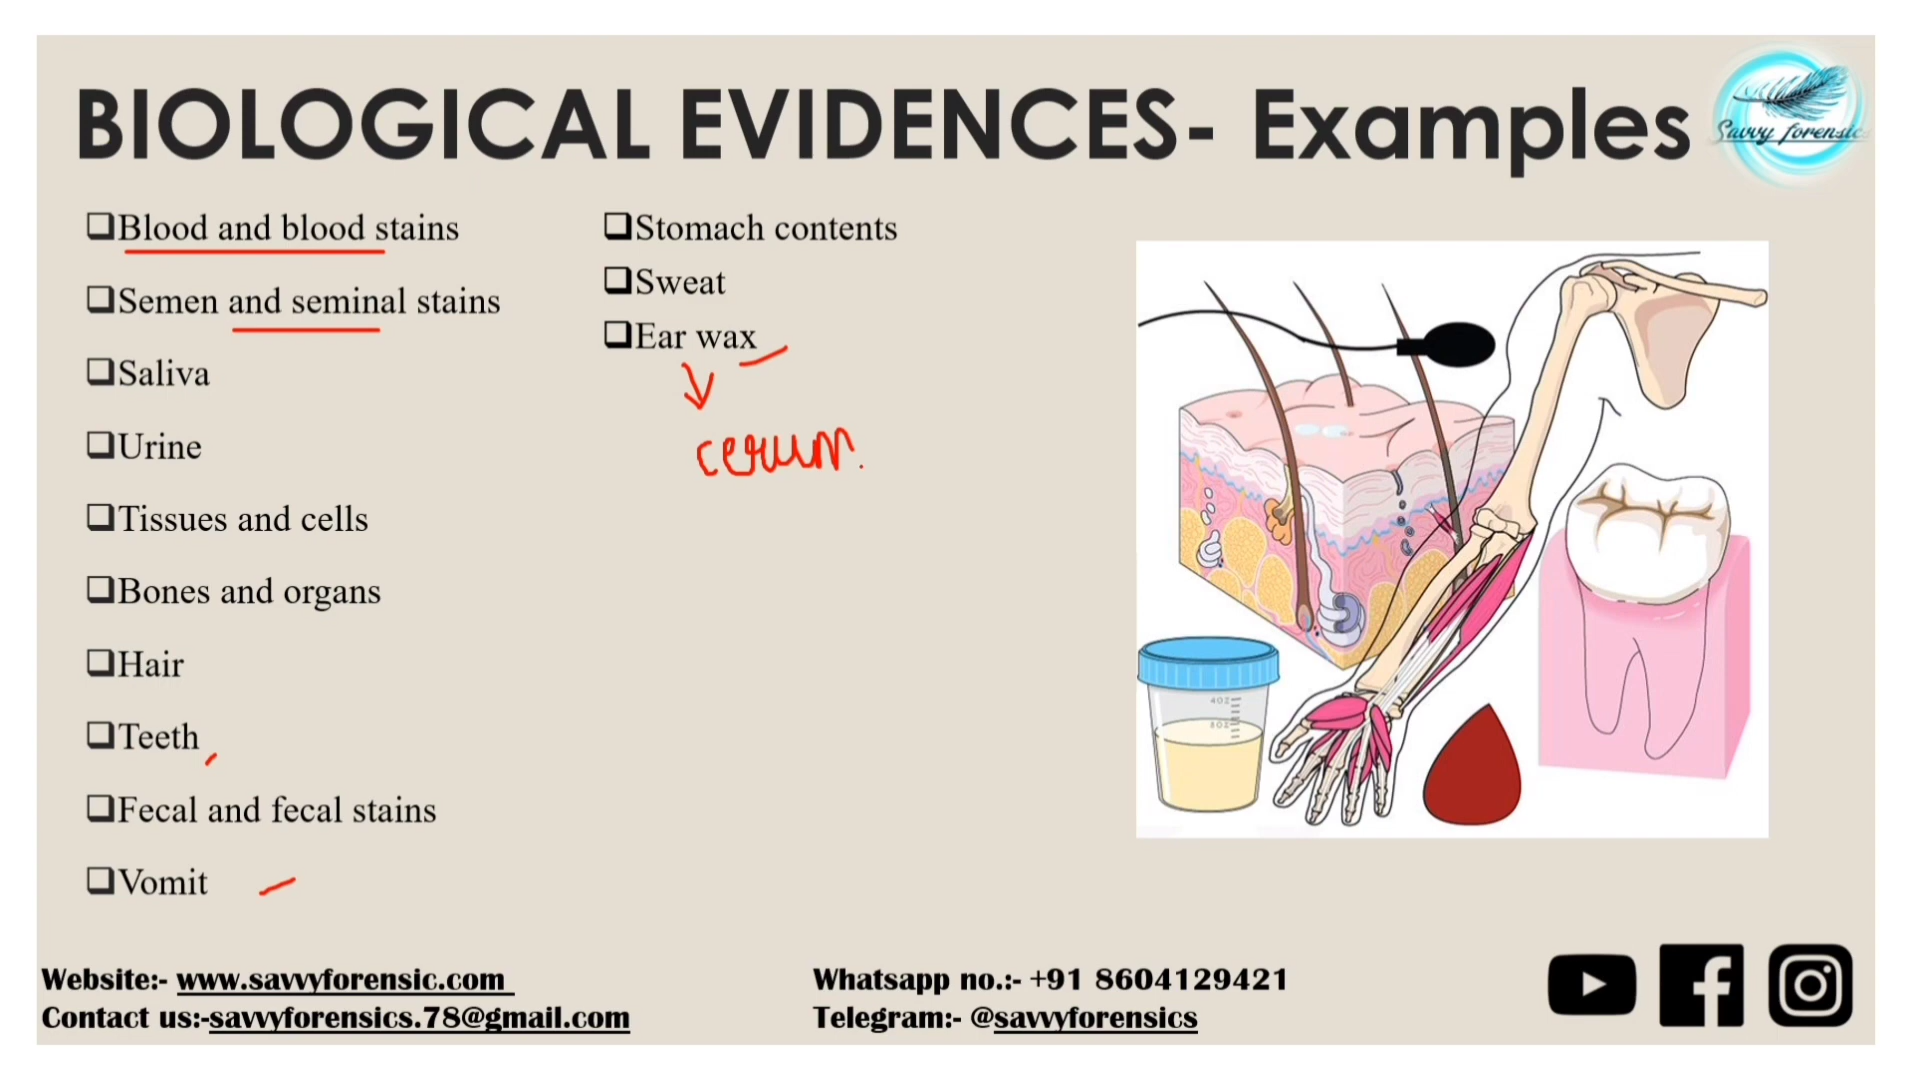 BIOLOGICAL EVIDENCES- Examples
Savvy forensics
Blood and blood stains
Semen and seminal stains
Saliva
Urine
Tissues and cells
Bones and organs
Hair
Teeth
Fecal and fecal stains
Vomit
Stomach contents
Sweat
Ear wax
cerum.
4OZ
Website:- www.savvyforensic.com
Contact us:-savvyforensics.78@gmail.com
Whatsapp no.:- +91 8604129421
Telegram:- @savvyforensics